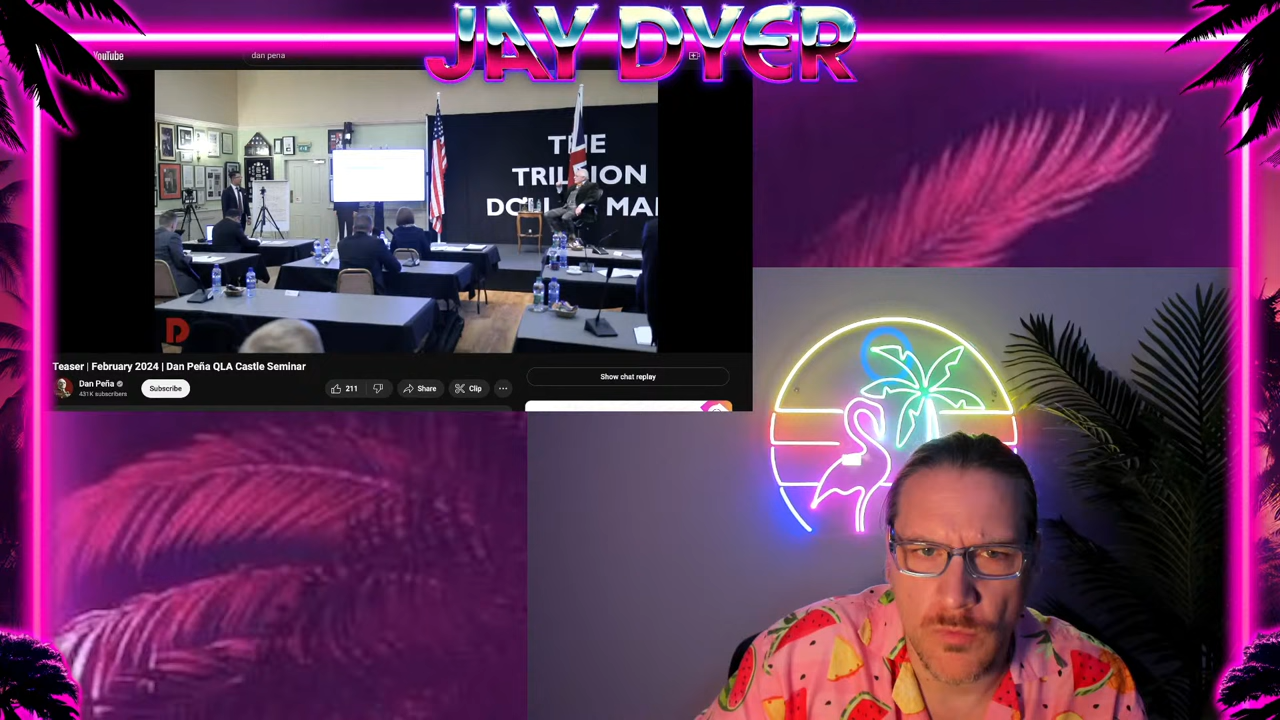 JAY DYER
YouTube
dan pena
THE
TRILLION
DOLLAR MAN
Teaser | February 2024 | Dan Peña QLA Castle Seminar
Dan Peña
431K subscribers
Subscribe
211
Share
Clip
Show chat replay